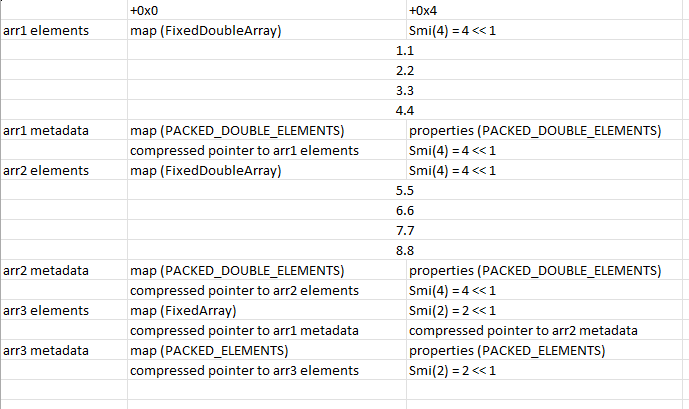 +0x0 +0x4
arr1 elements map (FixedDoubleArray) Smi(4) = 4 << 1
1.1
2.2
3.3
4.4
arr1 metadata map (PACKED_DOUBLE_ELEMENTS) properties (PACKED_DOUBLE_ELEMENTS)
compressed pointer to arr1 elements Smi(4) = 4 << 1
arr2 elements map (FixedDoubleArray) Smi(4) = 4 << 1
5.5
6.6
7.7
8.8
arr2 metadata map (PACKED_DOUBLE_ELEMENTS) properties (PACKED_DOUBLE_ELEMENTS)
compressed pointer to arr2 elements Smi(4) = 4 << 1
arr3 elements map (FixedArray) Smi(2) = 2 << 1
compressed pointer to arr1 metadata compressed pointer to arr2 metadata
arr3 metadata map (PACKED_ELEMENTS) properties (PACKED_ELEMENTS)
compressed pointer to arr3 elements Smi(2) = 2 << 1